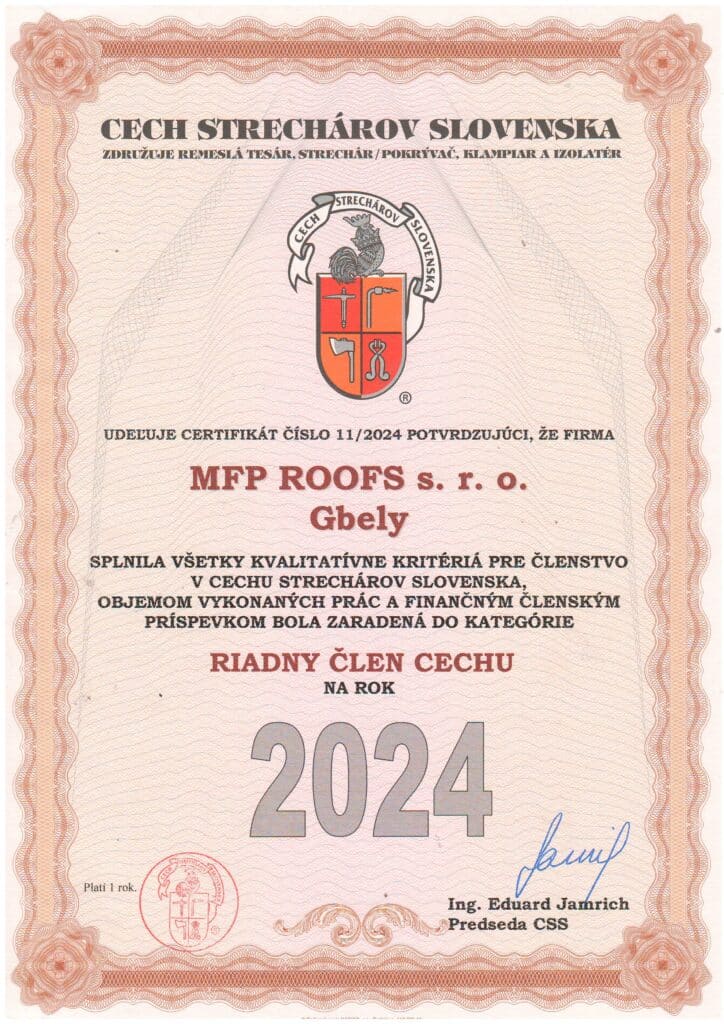 CECH STRECHÁROV SLOVENSKA
ZDRUŽUJE REMESLÁ TESÁR, STRECHÁR/POKRÝVAČ, KLAMPIAR A IZOLATÉR
CECH STRECHÁROV SLOVENSKA
®
UDEĽUJE CERTIFIKÁT ČÍSLO 11/2024 POTVRDZUJÚCI, ŽE FIRMA
MFP ROOFS s. r. o.
Gbely
SPLNILA VŠETKY KVALITATÍVNE KRITÉRIÁ PRE ČLENSTVO
V CECHU STRECHÁROV SLOVENSKA,
OBJEMOM VYKONANÝCH PRÁC A FINANČNÝM ČLENSKÝM
PRÍSPEVKOM BOLA ZARADENÁ DO KATEGÓRIE
RIADNY ČLEN CECHU
NA ROK
2024
Platí 1 rok.
Ing. Eduard Jamrich
Predseda CSS